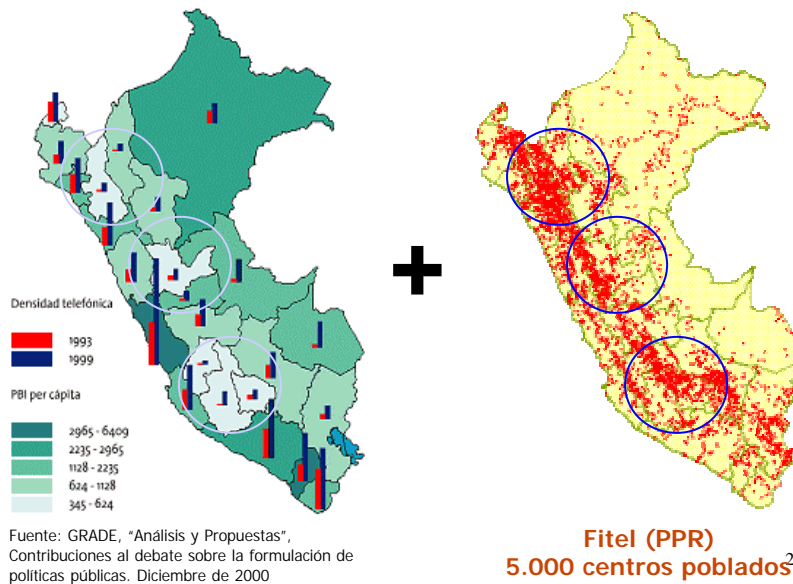 Densidad telefónica
1993
1999
PBI per cápita
2965 - 6409
2235 - 2965
1128 - 2235
624 - 1128
345 - 624
Fuente: GRADE, "Análisis y Propuestas",
Contribuciones al debate sobre la formulación de
políticas públicas. Diciembre de 2000
+
Fitel (PPR)
5.000 centros poblados
2